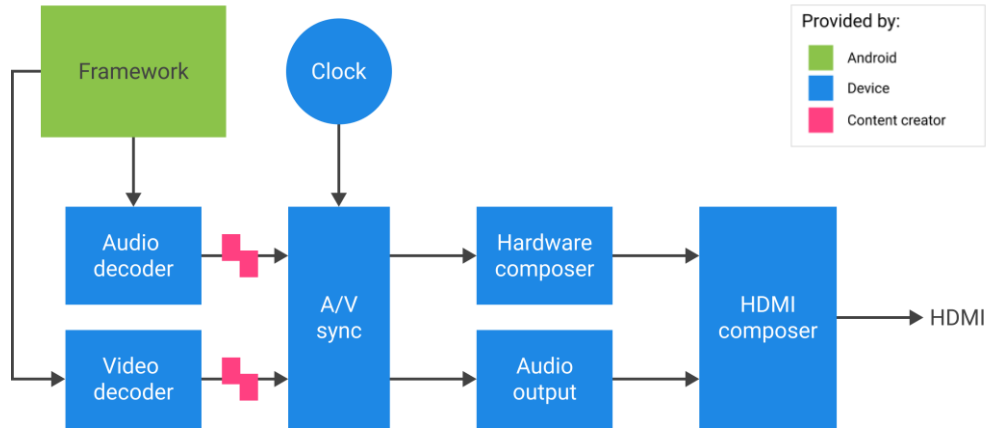 Framework
Clock
Provided by:
Android
Device
Content creator
Audio
decoder
A/V
sync
Hardware
composer
HDMI
composer
HDMI
Video
decoder
Audio
output